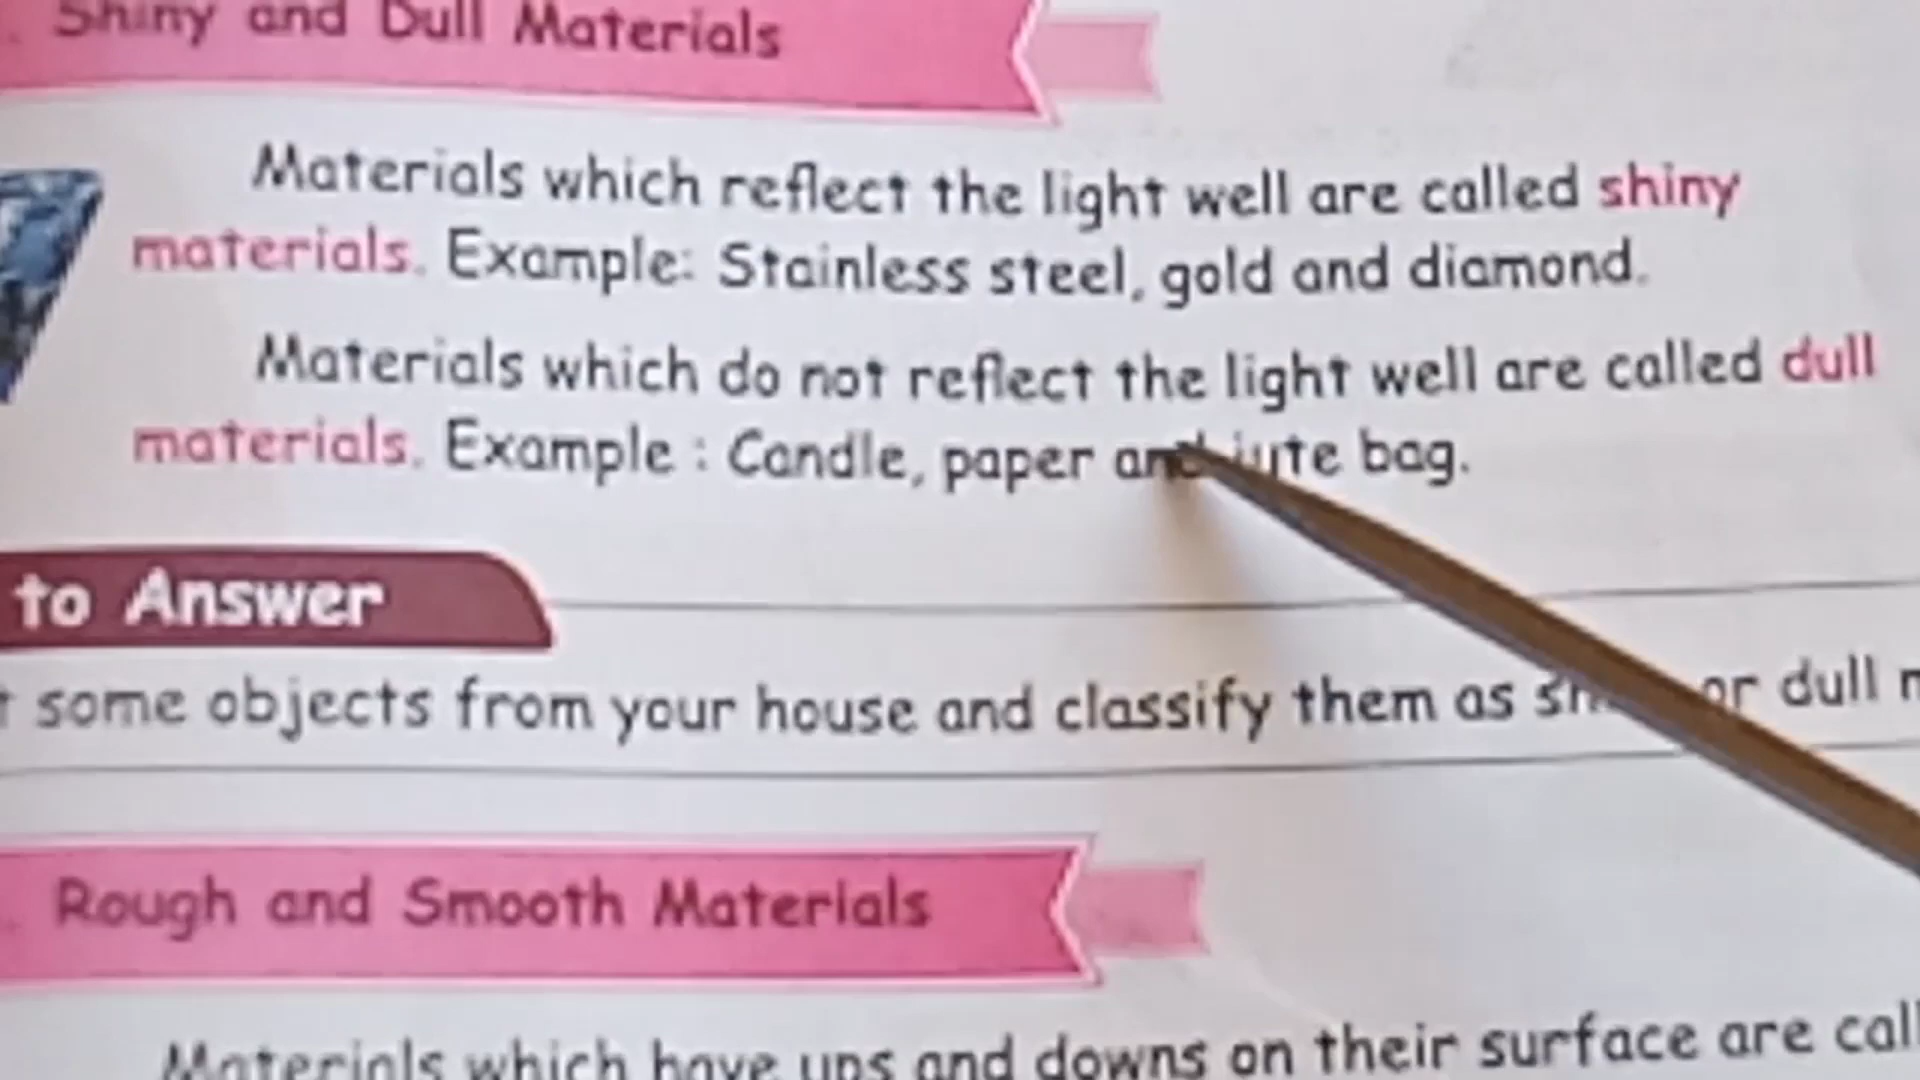 Shiny and Dull Materials
Materials which reflect the light well are called shiny
materials. Example: Stainless steel, gold and diamond.
Materials which do not reflect the light well are called dull
materials. Example : Candle, paper and jute bag.
to Answer
some objects from your house and classify them as or dull
Rough and Smooth Materials
Materials which have ups and downs on their surface are